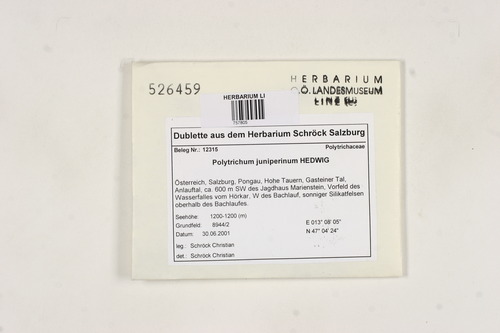 526459
HERBARIUM
O.Ö. LANDESMUSEUM
LINZ
HERBARIUM LI
Dublette aus dem Herbarium Schröck Salzburg
Beleg Nr.: 12315 Polytrichaceae
Polytrichum juniperinum HEDWIG
Österreich, Salzburg, Pongau, Hohe Tauern, Gasteiner Tal,
Anlauftal, ca. 600 m SW des Jagdhaus Marienstein, Vorfeld des
Wasserfalles vom Hörkar, W des Bachlauf, sonniger Silikatfelsen
oberhalb des Bachlaufes.
Seehöhe: 1200-1200 (m)
Grundfeld: 8944/2 E 013° 08' 05"
Datum: 30.06.2001 N 47° 04' 24"
leg.: Schröck Christian
det.: Schröck Christian